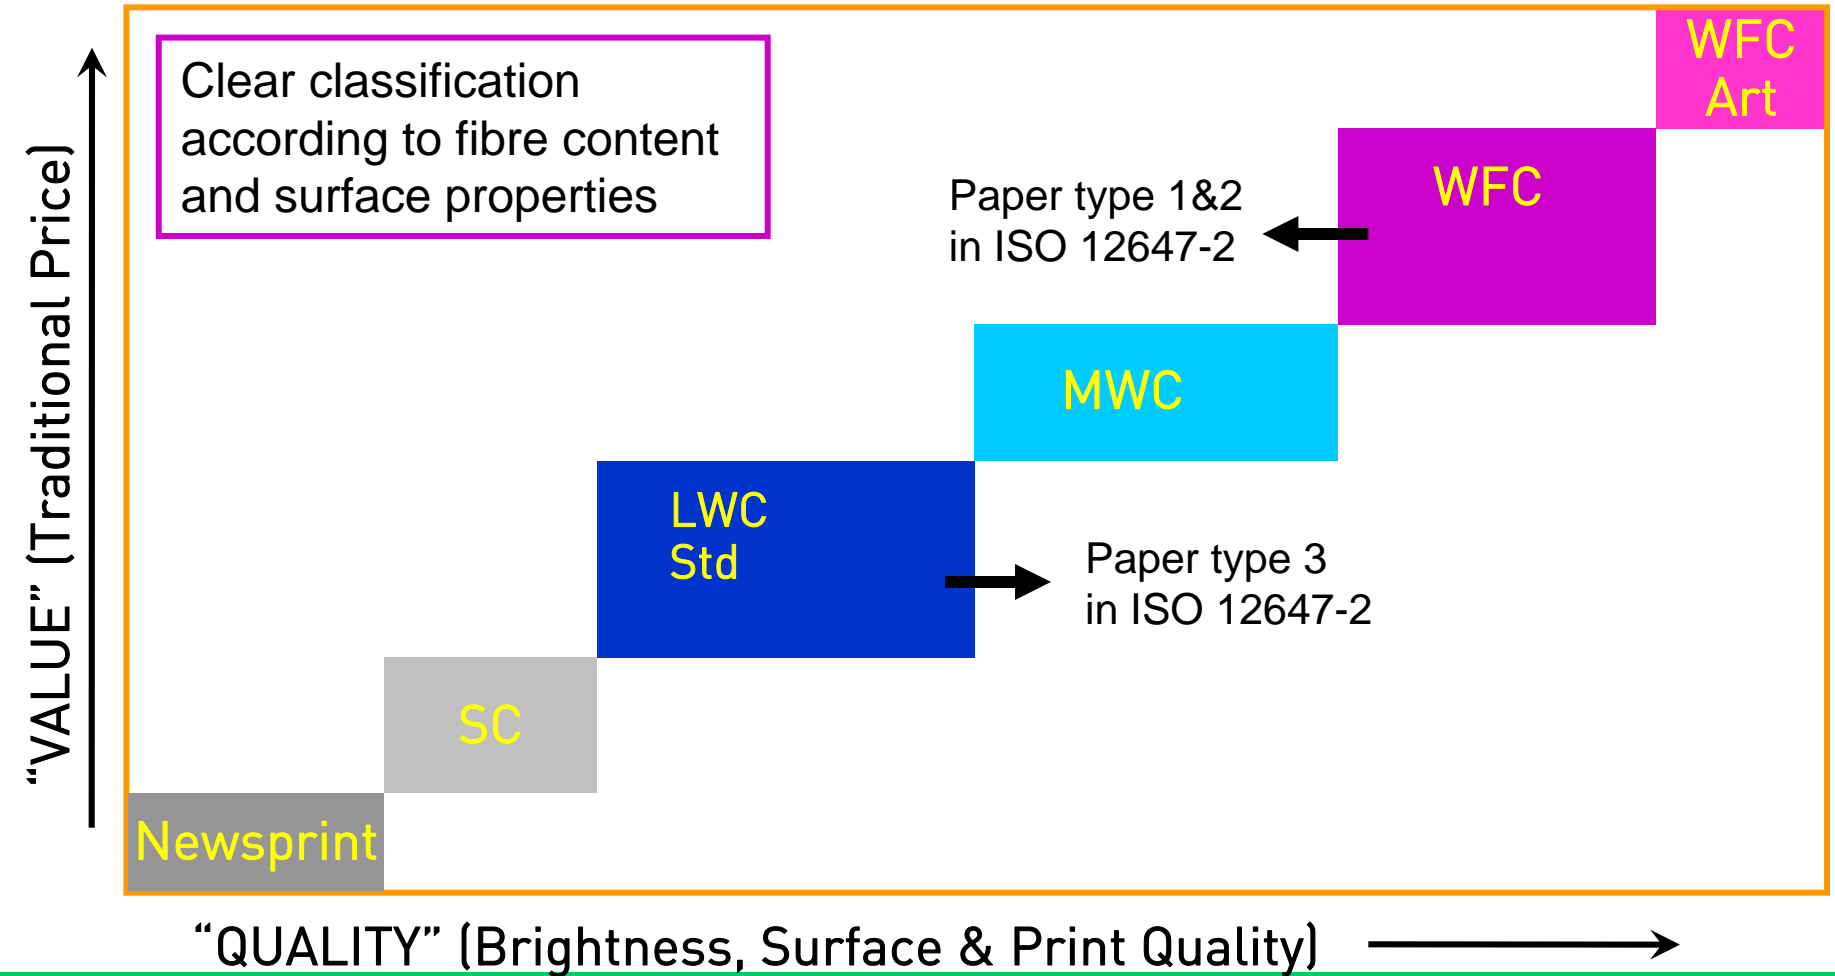 Clear classification
according to fibre content
and surface properties
WFC
Art
WFC
Paper type 1&2
in ISO 12647-2
MWC
LWC
Std
Paper type 3
in ISO 12647-2
SC
Newsprint
“VALUE” (Traditional Price)
“QUALITY” (Brightness, Surface & Print Quality)